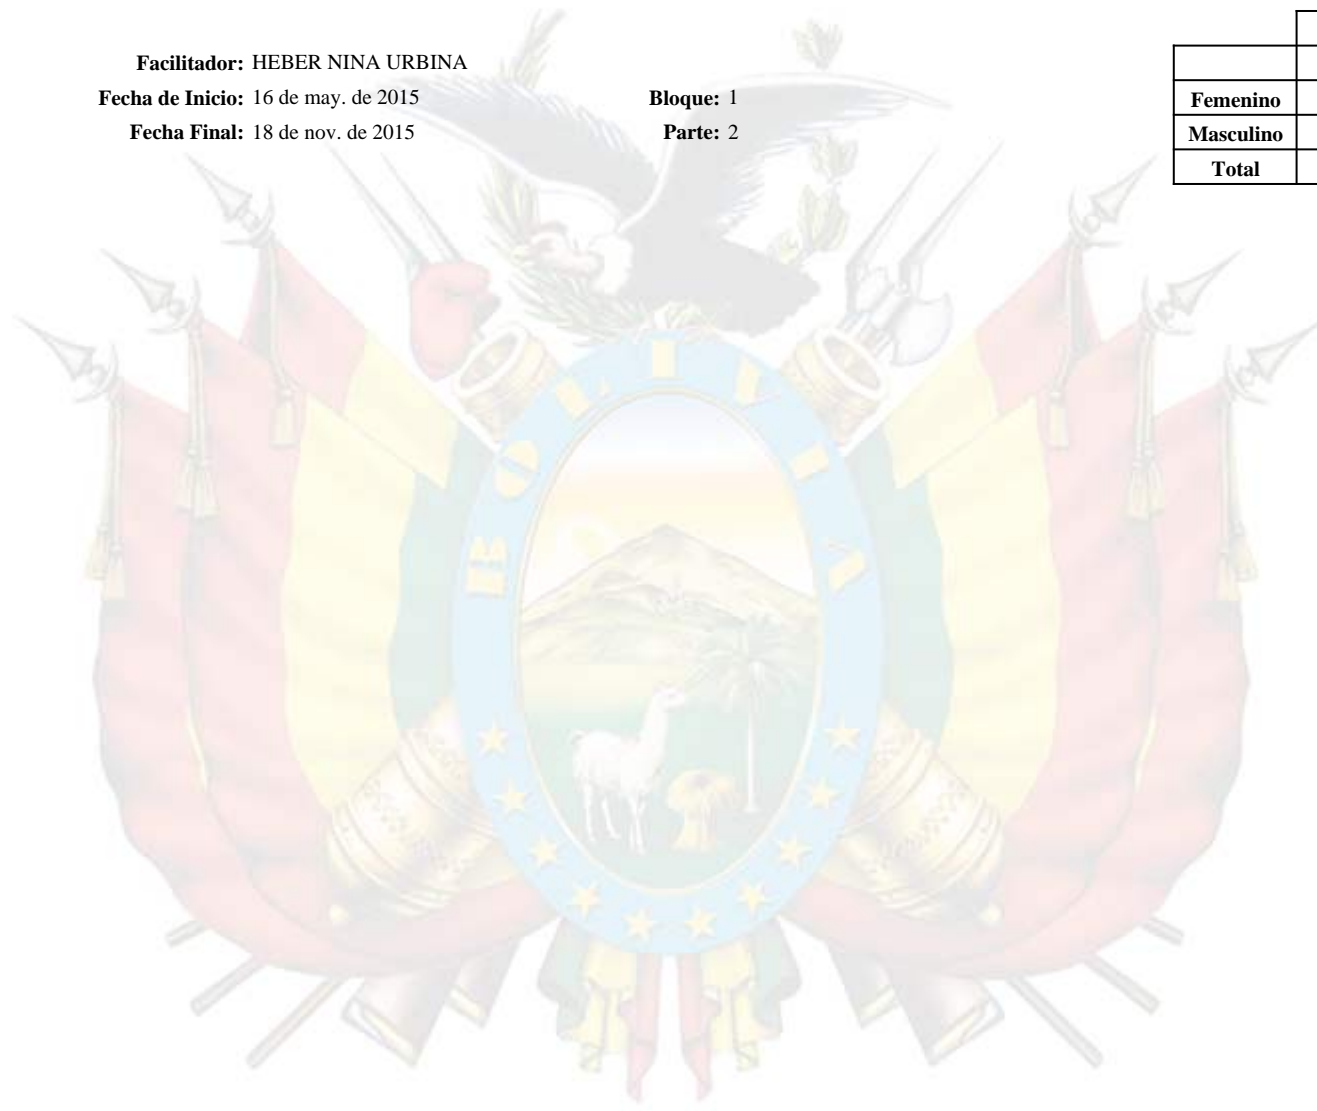 Facilitador: HEBER NINA URBINA
Fecha de Inicio: 16 de may. de 2015 Bloque: 1
Fecha Final: 18 de nov. de 2015 Parte: 2
Femenino
Masculino
Total
BOLIVIA